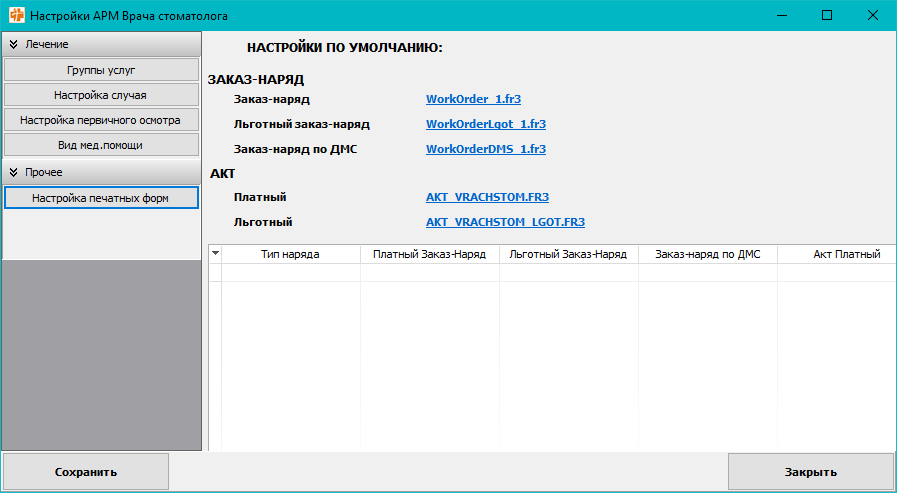 Настройки АРМ Врача стоматолога
Лечение
Группы услуг
Настройка случая
Настройка первичного осмотра
Вид мед.помощи
Прочее
Настройка печатных форм
НАСТРОЙКИ ПО УМОЛЧАНИЮ:
ЗАКАЗ-НАРЯД
Заказ-наряд WorkOrder_1.fr3
Льготный заказ-наряд WorkOrderLgot_1.fr3
Заказ-наряд по ДМС WorkOrderDMS_1.fr3
АКТ
Платный AKT_VRACHSTOM.FR3
Льготный AKT_VRACHSTOM_LGOT.FR3
Тип наряда Платный Заказ-Наряд Льготный Заказ-Наряд Заказ-наряд по ДМС Акт Платный
Сохранить Закрыть